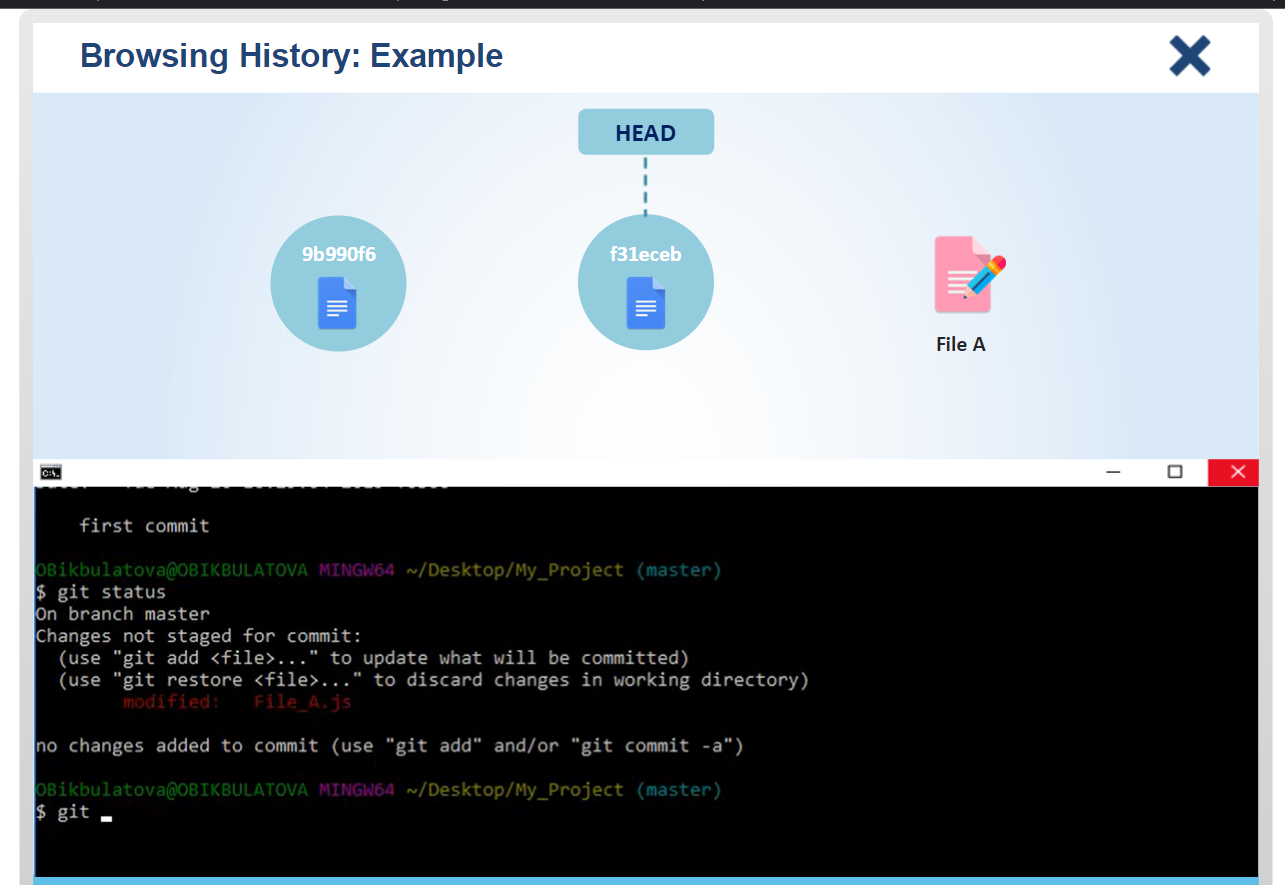 Browsing History: Example
HEAD
9b990f6
f31eceb
File A
C:\.
first commit
OBikbulatova@OBIKBULATOVA MINGW64 ~/Desktop/My_Project (master)
$ git status
On branch master
Changes not staged for commit:
(use "git add <file>..." to update what will be committed)
(use "git restore <file>..." to discard changes in working directory)
modified: File_A.js
no changes added to commit (use "git add" and/or "git commit -a")
OBikbulatova@OBIKBULATOVA MINGW64 ~/Desktop/My_Project (master)
$ git